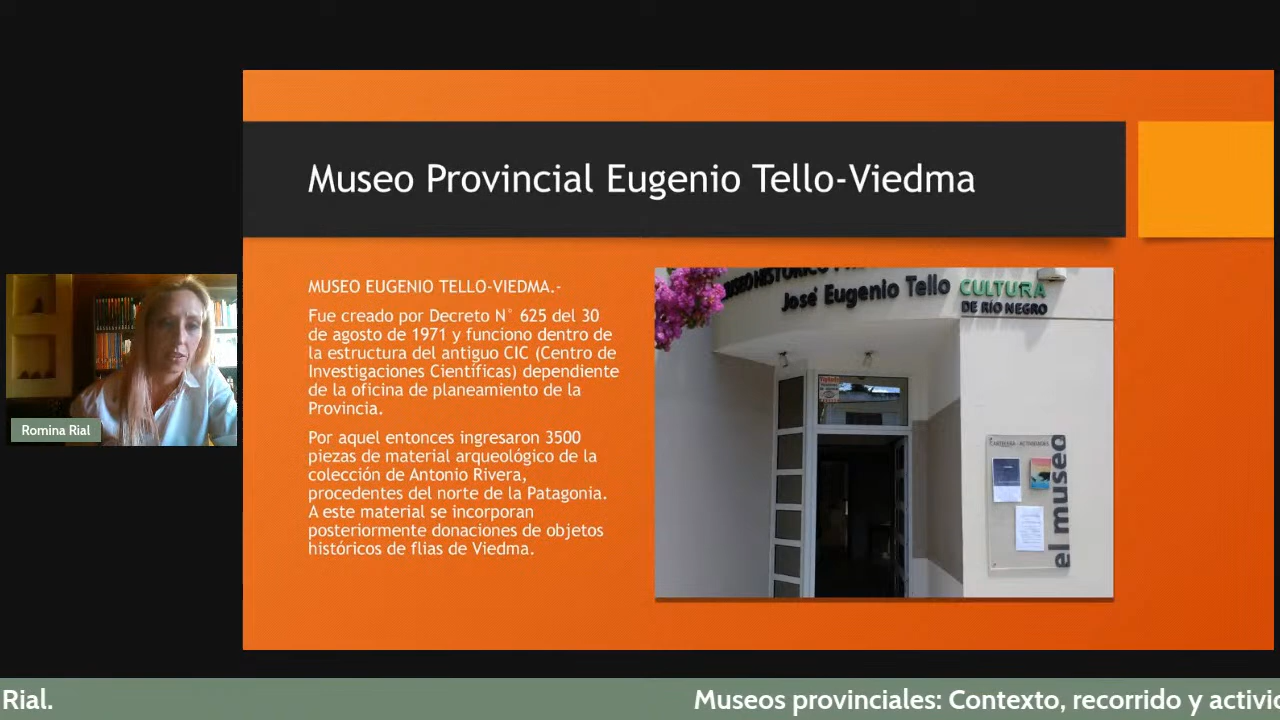 Museo Provincial Eugenio Tello-Viedma
MUSEO EUGENIO TELLO-VIEDMA.-
Fue creado por Decreto N° 625 del 30
de agosto de 1971 y funciono dentro de
la estructura del antiguo CIC (Centro de
Investigaciones Científicas) dependiente
de la oficina de planeamiento de la
Provincia.
Por aquel entonces ingresaron 3500
piezas de material arqueológico de la
colección de Antonio Rivera,
procedentes del norte de la Patagonia.
A este material se incorporan
posteriormente donaciones de objetos
históricos de flias de Viedma.
MUSEO HISTÓRICO
José Eugenio Tello
CULTURA
DE RÍO NEGRO
el museo
Romina Rial
Rial.
Museos provinciales: Contexto, recorrido y activi